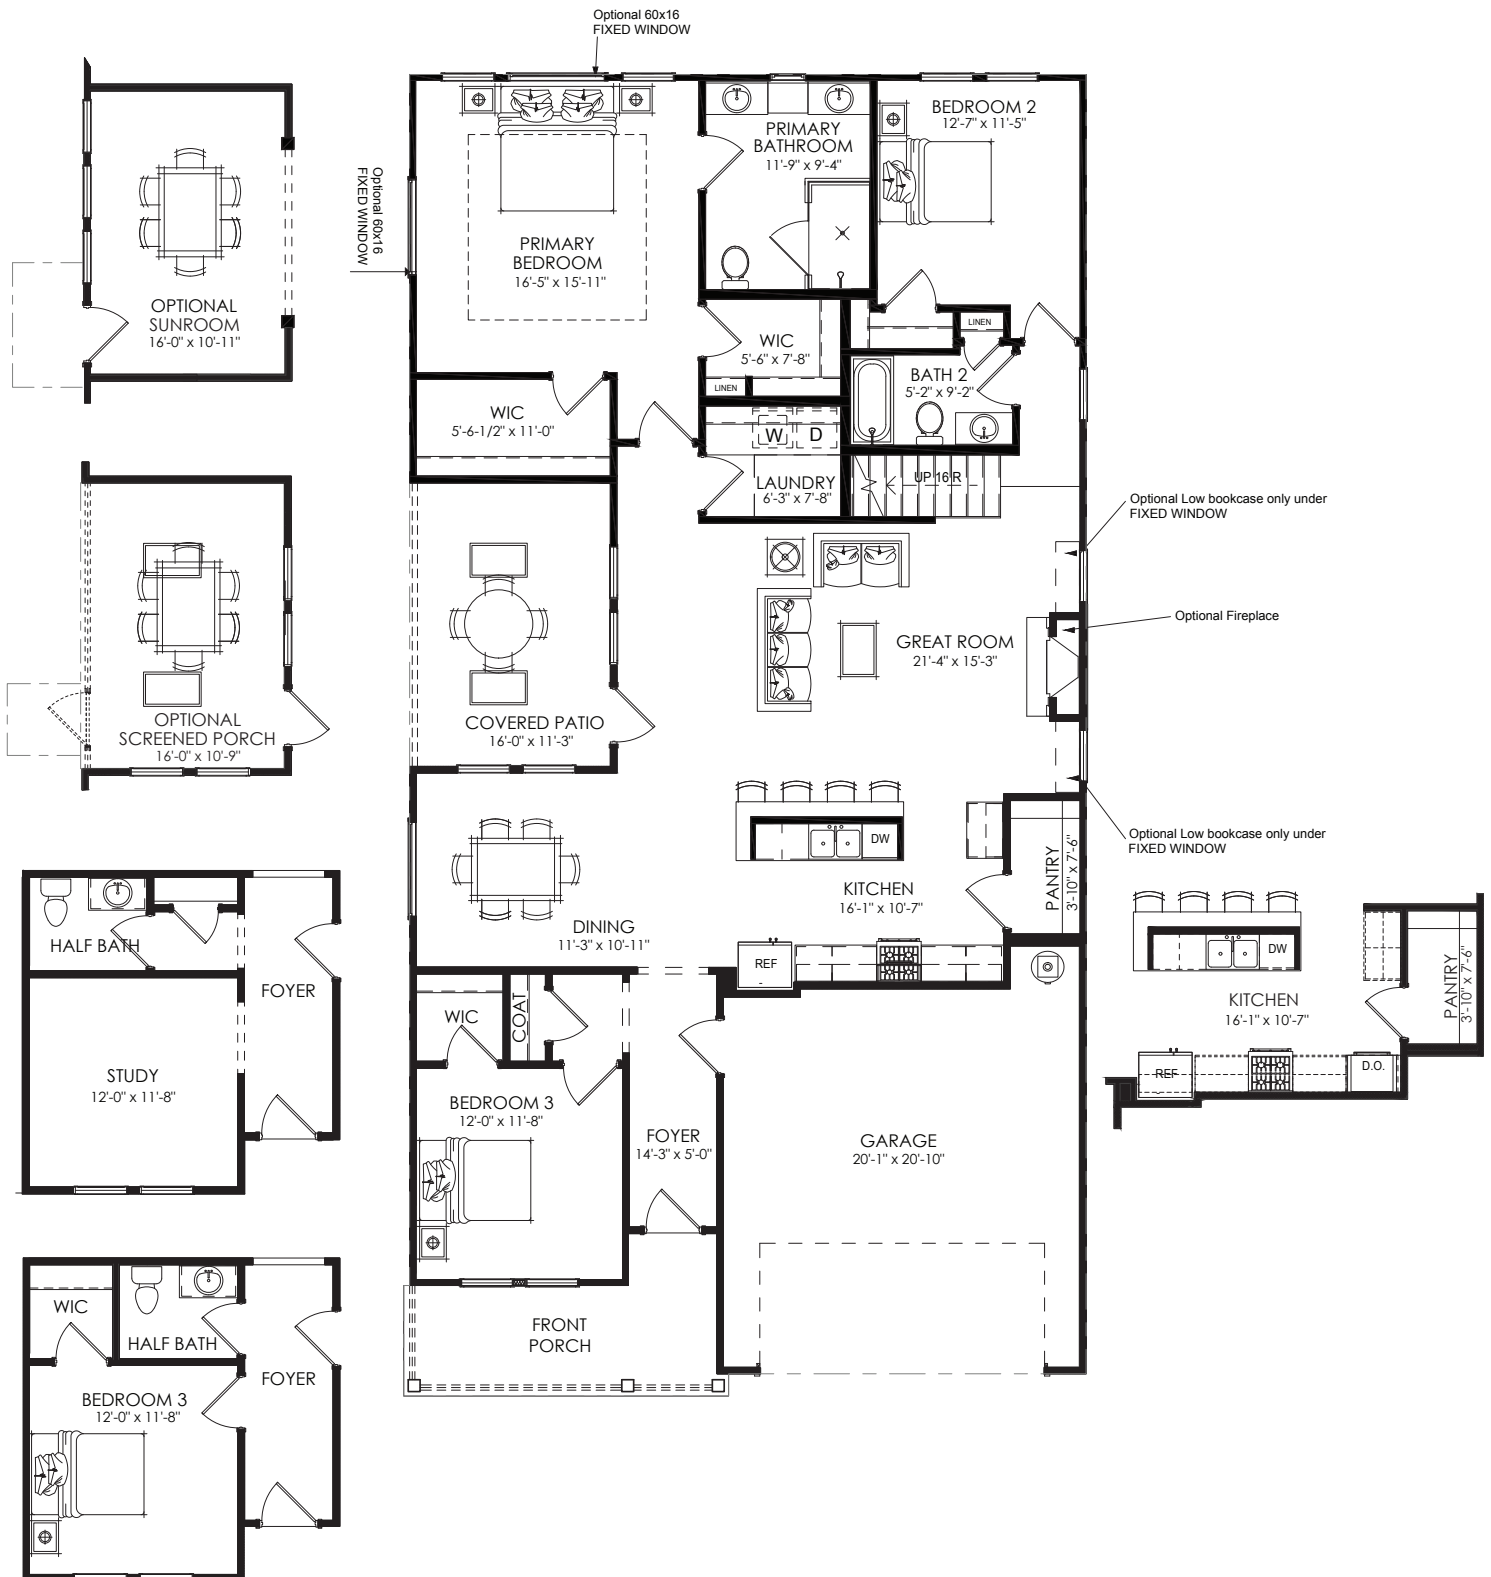 Optional 60x16
FIXED WINDOW
Optional 60x16
FIXED WINDOW
OPTIONAL
SUNROOM
16'-0" x 10'-11"
PRIMARY
BEDROOM
16'-5" x 15'-11"
PRIMARY
BATHROOM
11'-9" x 9'-4"
BEDROOM 2
12'-7" x 11'-5"
WIC
5'-6" x 7'-8"
LINEN
LINEN
BATH 2
5'-2" x 9'-2"
WIC
5'-6-1/2" x 11'-0"
W
D
LAUNDRY
6'-3" x 7'-8"
UP 16 R
Optional Low bookcase only under
FIXED WINDOW
Optional Fireplace
GREAT ROOM
21'-4" x 15'-3"
OPTIONAL
SCREENED PORCH
16'-0" x 10'-9"
COVERED PATIO
16'-0" x 11'-3"
Optional Low bookcase only under
FIXED WINDOW
DW
KITCHEN
16'-1" x 10'-7"
PANTRY
3'-10" x 7'-6"
DINING
11'-3" x 10'-11"
REF
HALF BATH
FOYER
STUDY
12'-0" x 11'-8"
WIC
COAT
BEDROOM 3
12'-0" x 11'-8"
FOYER
14'-3" x 5'-0"
GARAGE
20'-1" x 20'-10"
FRONT
PORCH
DW
KITCHEN
16'-1" x 10'-7"
PANTRY
3'-10" x 7'-6"
REF
D.O.
WIC
HALF BATH
FOYER
BEDROOM 3
12'-0" x 11'-8"